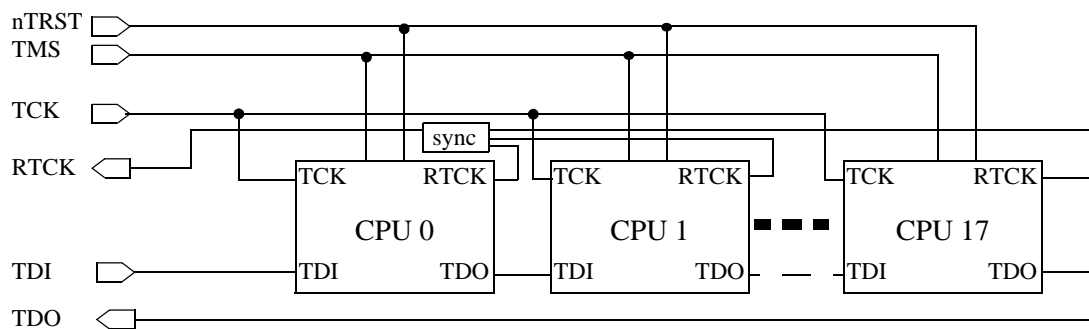 nTRST
TMS
TCK
RTCK
sync
TCK RTCK
CPU 0
TDI TDO
TCK RTCK
CPU 1
TDI TDO
TCK RTCK
CPU 17
TDI TDO
TDI
TDO